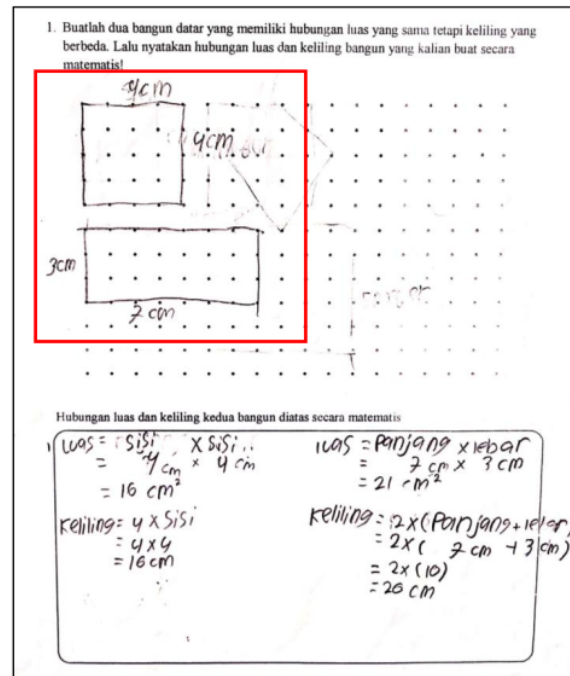 1. Buatlah dua bangun datar yang memiliki hubungan luas yang sama tetapi keliling yang
berbeda. Lalu nyatakan hubungan luas dan keliling bangun yang kalian buat secara
matematis!
4cm
4cm
3cm
7 cm
Hubungan luas dan keliling kedua bangun diatas secara matematis
luas = sisi x sisi
= 4 cm x 4 cm
= 16 cm²
Keliling = 4 x sisi
= 4 x 4
= 16 cm
luas = Panjang x lebar
= 7 cm x 3 cm
= 21 cm²
Keliling = 2 x (Panjang + lebar)
= 2 x ( 7 cm + 3 cm)
= 2 x (10)
= 20 cm